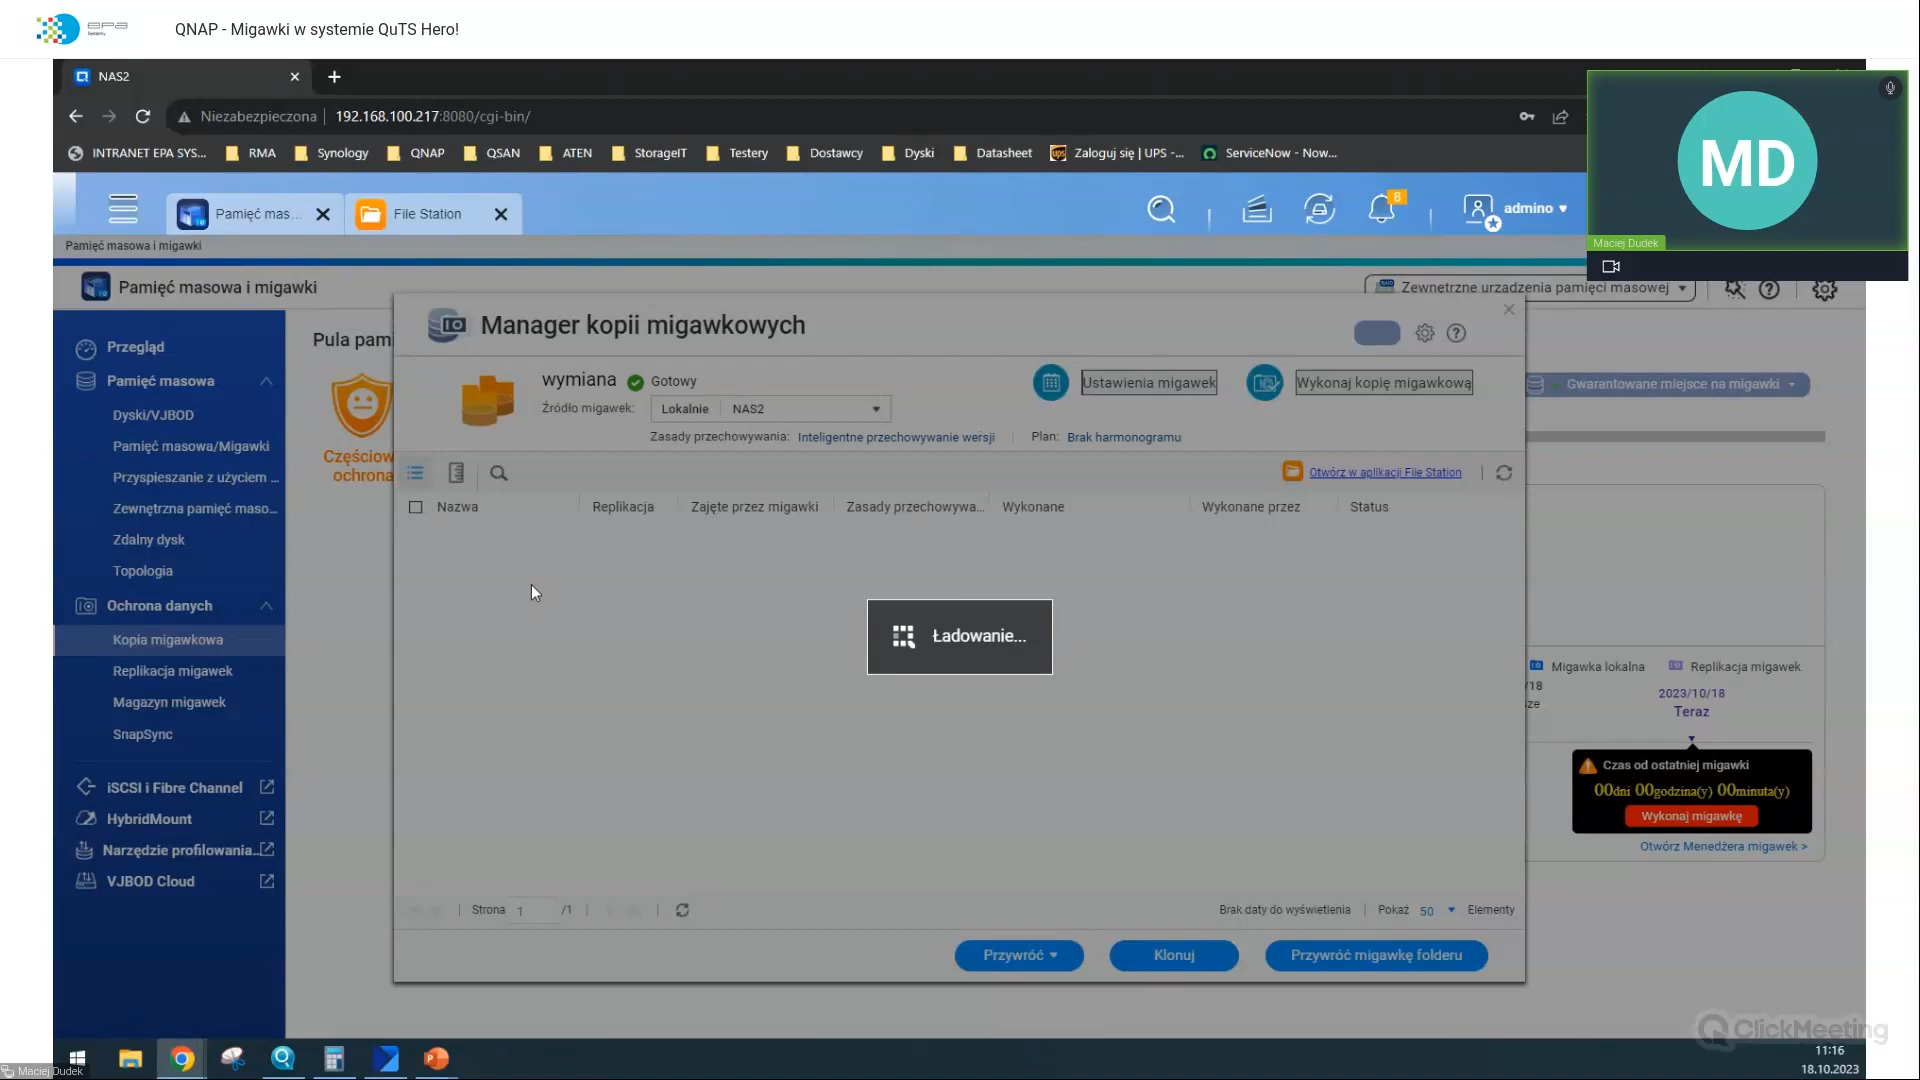 epa
Systemy
QNAP - Migawki w systemie QuTS Hero!
NAS2
Niezabezpieczona
192.168.100.217:8080/cgi-bin/
INTRANET EPA SYS...
RMA
Synology
QNAP
QSAN
ATEN
StorageIT
Testery
Dostawcy
Dyski
Datasheet
ups
Zaloguj się | UPS -...
ServiceNow - Now...
MD
Maciej Dudek
Pamięć mas...
File Station
8
admino
Pamięć masowa i migawki
Pamięć masowa i migawki
Zewnętrzne urządzenia pamięci masowej
Przegląd
Pamięć masowa
Dyski/VJBOD
Pamięć masowa/Migawki
Przyspieszanie z użyciem ...
Zewnętrzna pamięć maso...
Zdalny dysk
Topologia
Ochrona danych
Kopia migawkowa
Replikacja migawek
Magazyn migawek
SnapSync
iSCSI i Fibre Channel
HybridMount
Narzędzie profilowania...
VJBOD Cloud
Pula pam
Częściow
ochrona
Manager kopii migawkowych
wymiana
Gotowy
Źródło migawek:
Lokalnie
NAS2
Zasady przechowywania:
Inteligentne przechowywanie wersji
Plan:
Brak harmonogramu
Ustawienia migawek
Wykonaj kopię migawkową
Gwarantowane miejsce na migawki
Otwórz w aplikacji File Station
Nazwa
Replikacja
Zajęte przez migawki
Zasady przechowywa...
Wykonane
Wykonane przez
Status
Ładowanie...
Migawka lokalna
Replikacja migawek
/18
sze
2023/10/18
Teraz
Czas od ostatniej migawki
00dni 00godzina(y) 00minuta(y)
Wykonaj migawkę
Otwórz Menedżera migawek >
Strona
1
/1
Brak daty do wyświetlenia
Pokaż
50
Elementy
Przywróć
Klonuj
Przywróć migawkę folderu
ClickMeeting
11:16
18.10.2023
Maciej Dudek